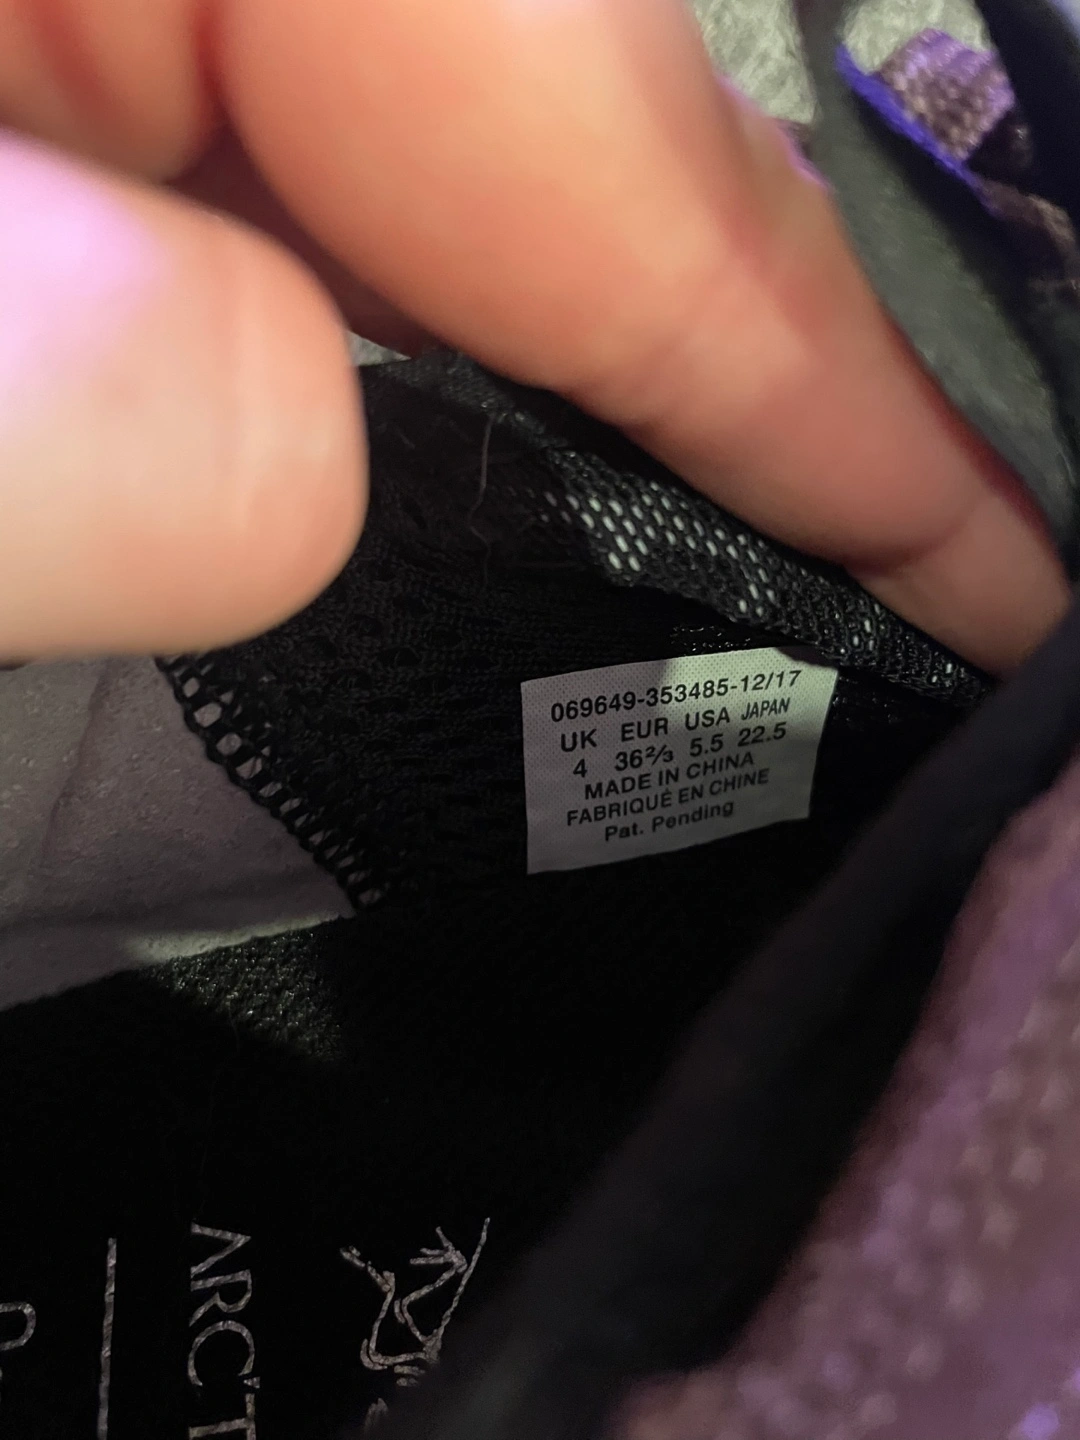 069649-353485-12/17
UK EUR USA JAPAN
4 36⅔ 5.5 22.5
MADE IN CHINA
FABRIQUÉ EN CHINE
Pat. Pending
ARC'T